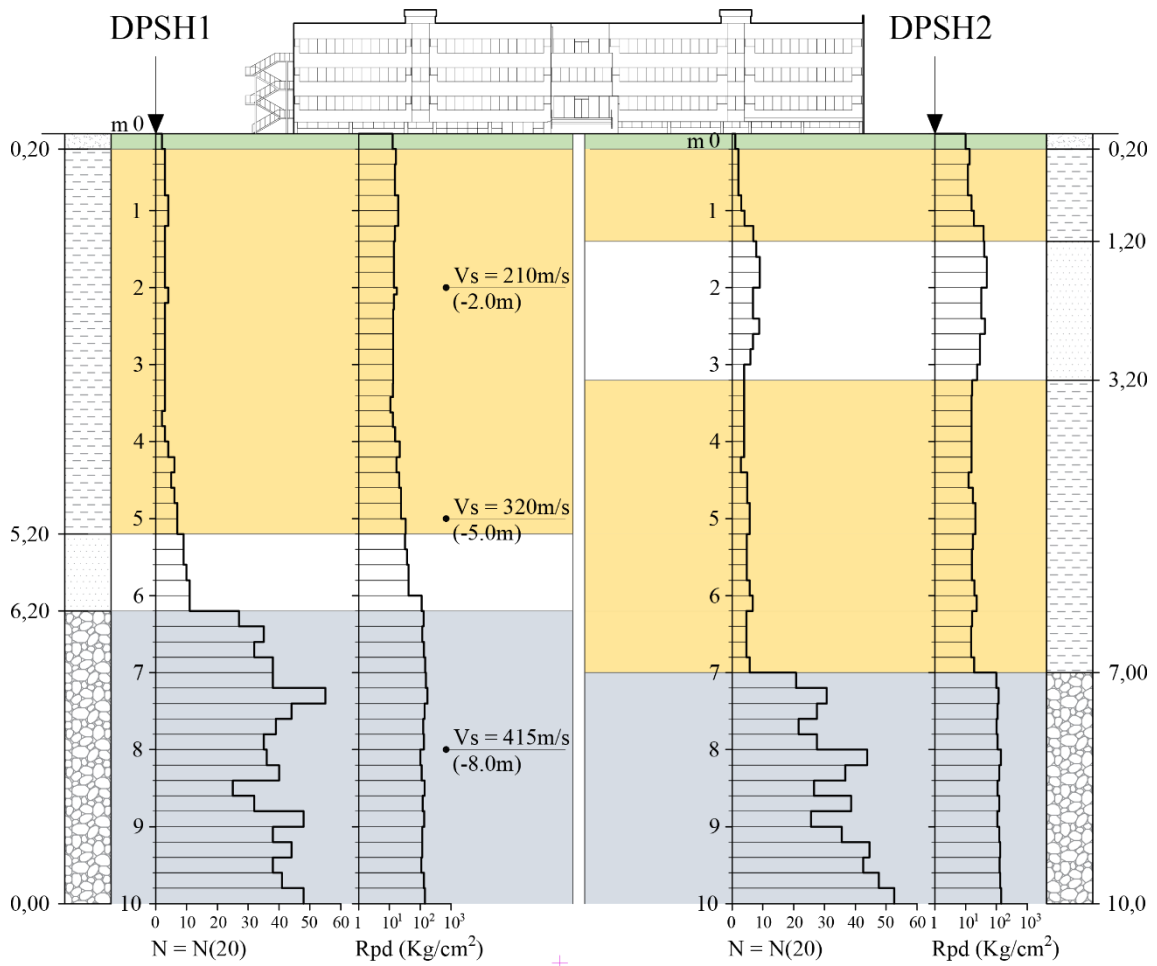 DPSH1
DPSH2
m 0
m 0
0,20
0,20
1
1
1,20
Vs = 210m/s
(-2.0m)
2
2
3
3
3,20
4
4
Vs = 320m/s
(-5.0m)
5
5
5,20
6
6
6,20
7
7
7,00
Vs = 415m/s
(-8.0m)
8
8
9
9
0,00
10
10
10,0
0 10 20 30 40 50 60
1 10¹ 10² 10³
0 10 20 30 40 50 60
1 10¹ 10² 10³
N = N(20)
Rpd (Kg/cm²)
N = N(20)
Rpd (Kg/cm²)